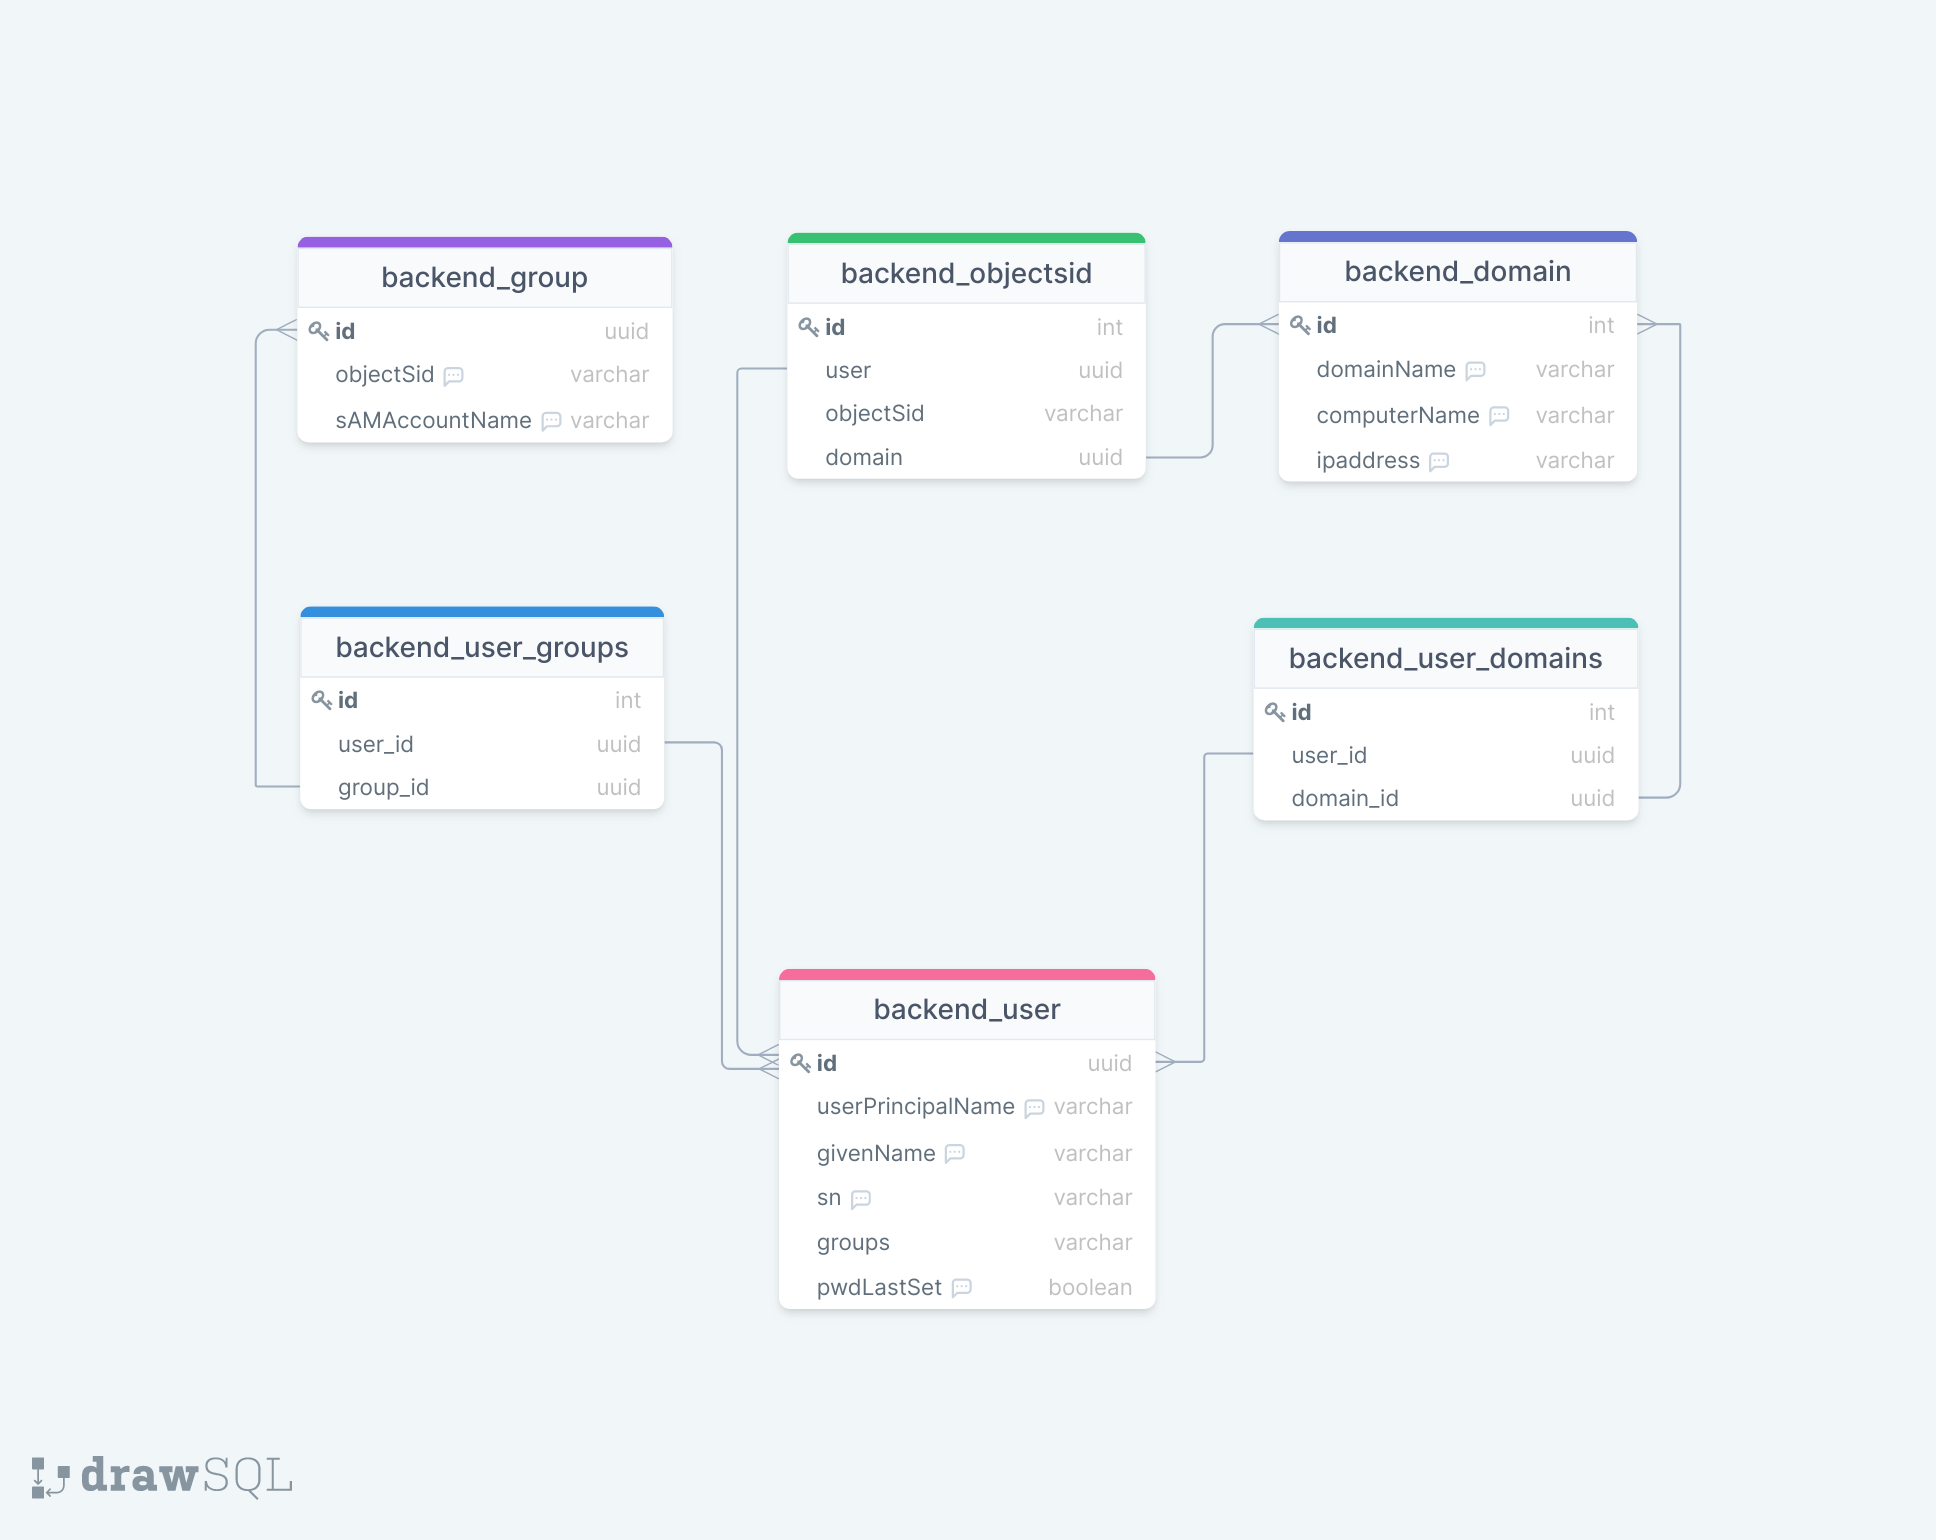 backend_group
id uuid
objectSid varchar
sAMAccountName varchar
backend_objectsid
id int
user uuid
objectSid varchar
domain uuid
backend_domain
id int
domainName varchar
computerName varchar
ipaddress varchar
backend_user_groups
id int
user_id uuid
group_id uuid
backend_user_domains
id int
user_id uuid
domain_id uuid
backend_user
id uuid
userPrincipalName varchar
givenName varchar
sn varchar
groups varchar
pwdLastSet boolean
drawSQL